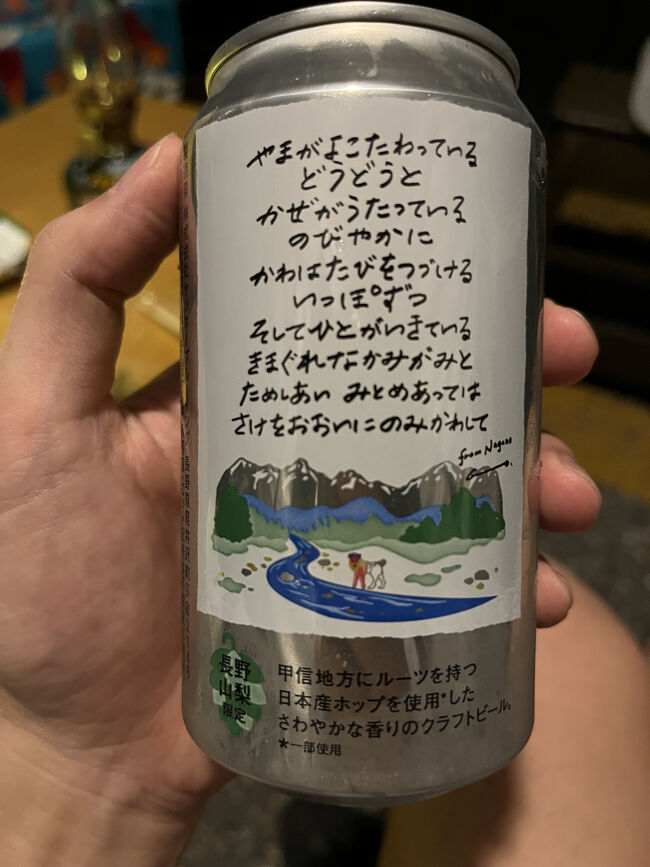 やまがよこたわっている
どうどうと
かぜがうたっている
のびやかに
かわはたびをつづける
いっぽずつ
そしてひとがいきている
きまぐれなかみがみと
ためしあい みとめあっては
さけをおおいにのみかわして
from Nagano
長野
山梨
限定
甲信地方にルーツを持つ
日本産ホップを使用*した
さわやかな香りのクラフトビール。
*一部使用